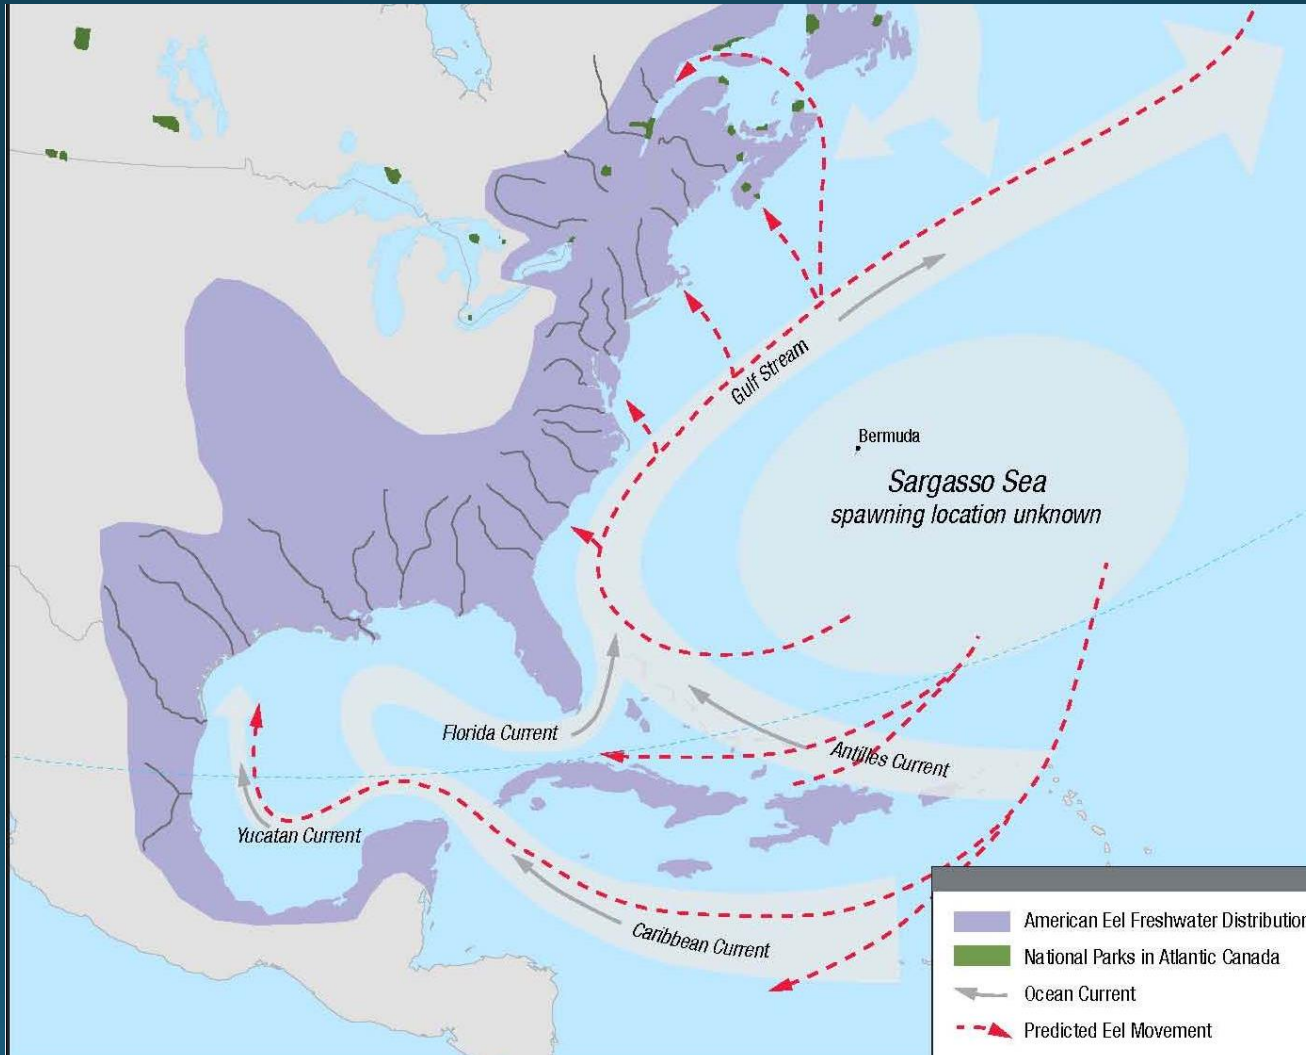 Gulf Stream
Bermuda
Sargasso Sea
spawning location unknown
Florida Current
Antilles Current
Yucatan Current
Caribbean Current
American Eel Freshwater Distribution
National Parks in Atlantic Canada
Ocean Current
Predicted Eel Movement